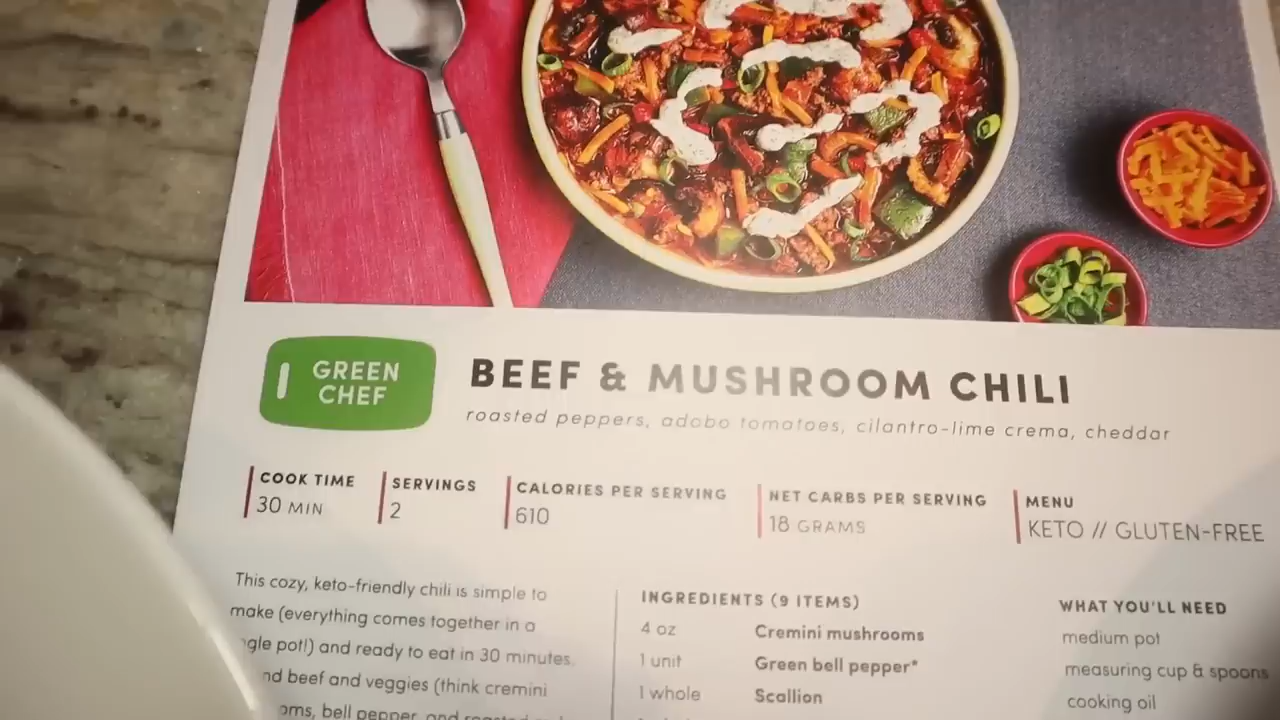 GREEN
CHEF
BEEF & MUSHROOM CHILI
roasted peppers, adobo tomatoes, cilantro-lime crema, cheddar
COOK TIME
30 MIN
SERVINGS
2
CALORIES PER SERVING
610
NET CARBS PER SERVING
18 GRAMS
MENU
KETO // GLUTEN-FREE
This cozy, keto-friendly chili is simple to
make (everything comes together in a
pot!) and ready to eat in 30 minutes.
beef and veggies (think cremini
bell pepper, and
INGREDIENTS (9 ITEMS)
4 oz Cremini mushrooms
1 unit Green bell pepper*
1 whole Scallion
WHAT YOU'LL NEED
medium pot
measuring cup & spoons
cooking oil